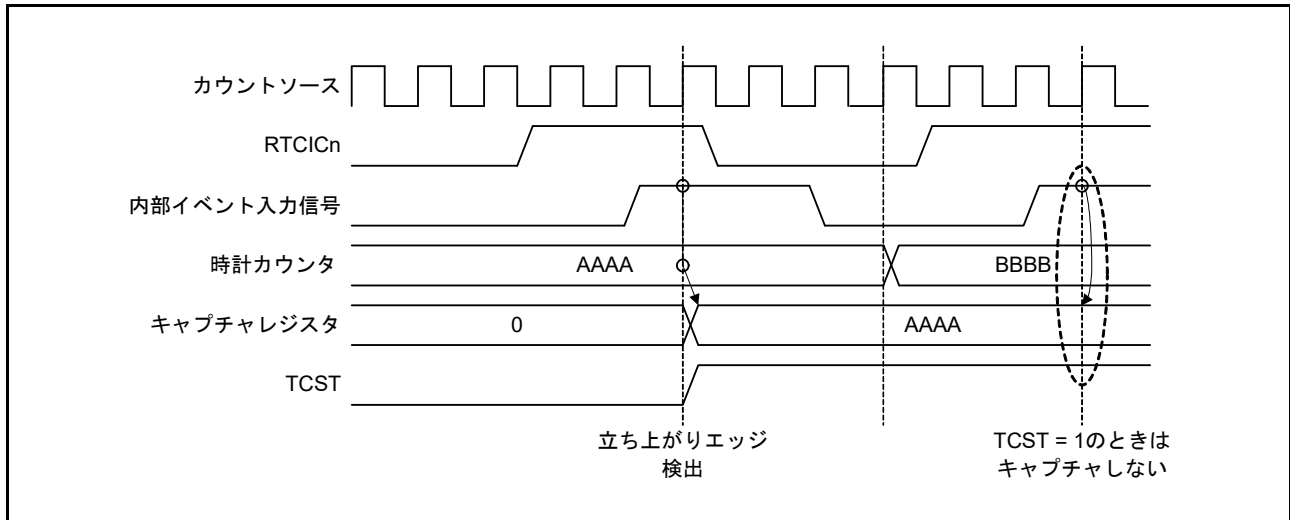 カウントソース
RTCICn
内部イベント入力信号
時計カウンタ
AAAA
BBBB
キャプチャレジスタ
0
AAAA
TCST
立ち上がりエッジ
検出
TCST = 1のときは
キャプチャしない